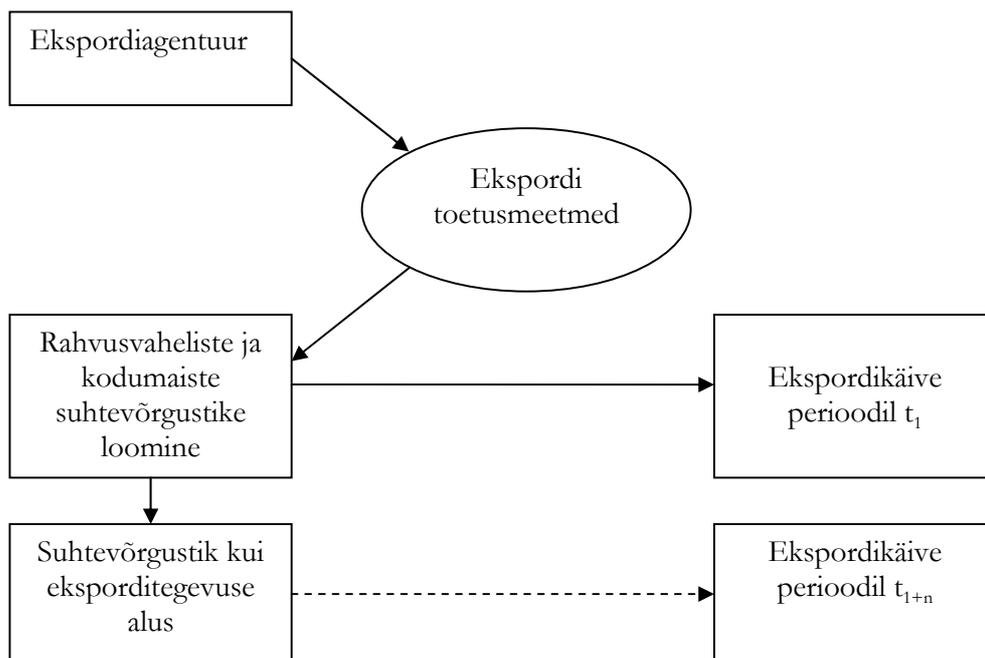 Ekspordiagentuur
Ekspordi
toetusmeetmed
Rahvusvaheliste ja
kodumaiste
suhtevõrgustike
loomine
Ekspordikäive
perioodil t₁
Suhtevõrgustik kui
eksporditegevuse
alus
Ekspordikäive
perioodil t₁₊ₙ